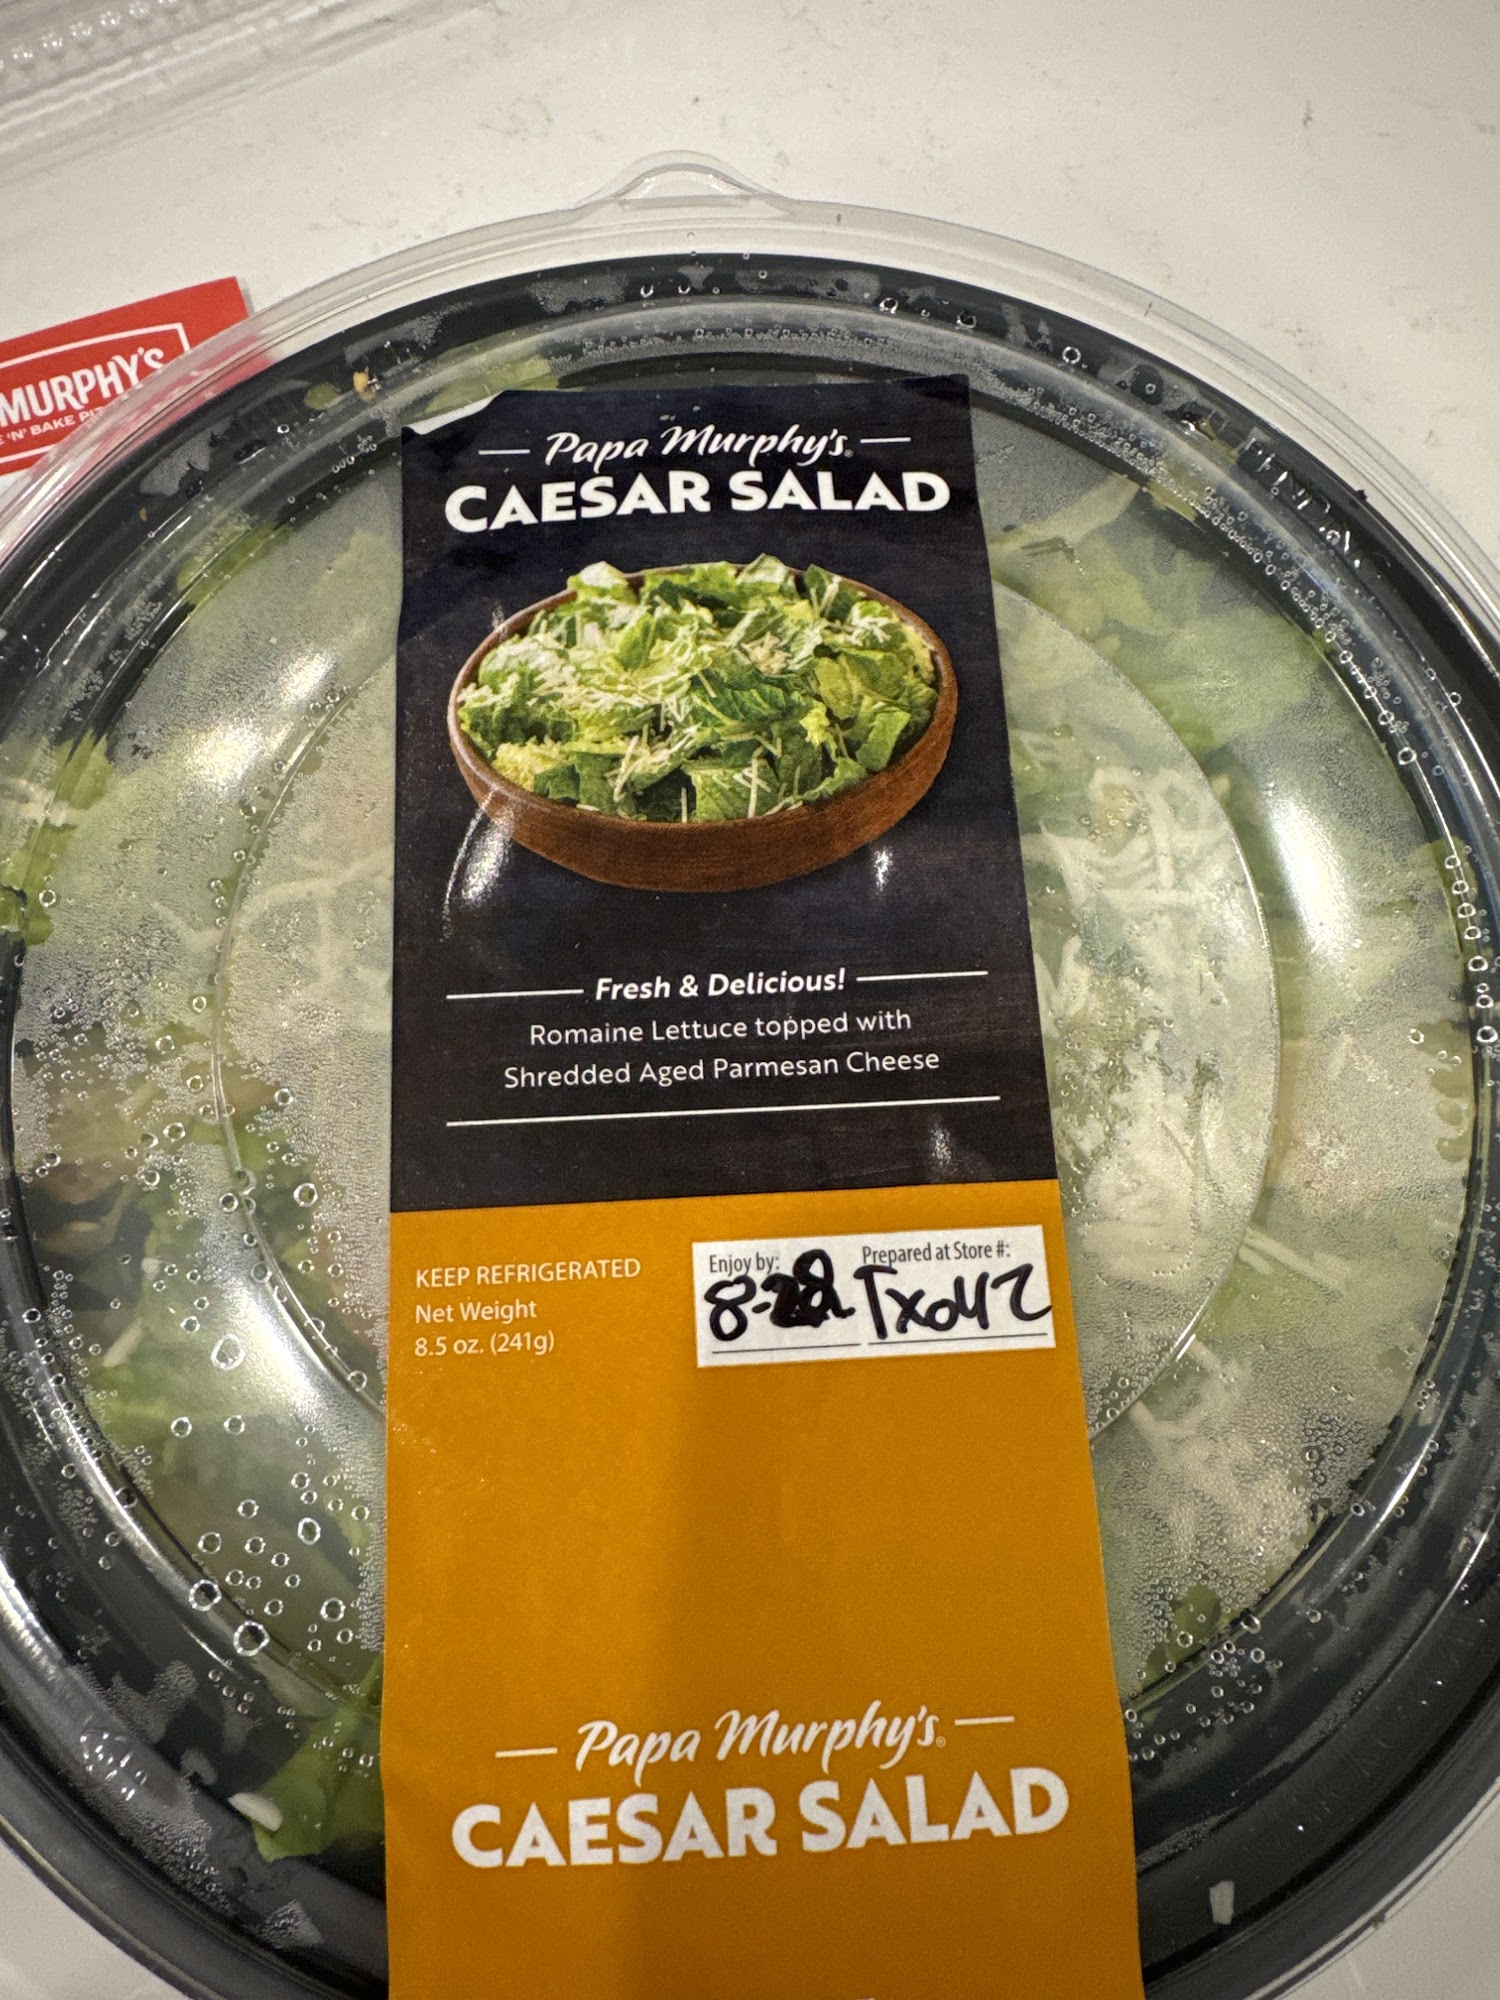 MURPHY'S
'N' BAKE
Papa Murphy's®
CAESAR SALAD
Fresh & Delicious!
Romaine Lettuce topped with
Shredded Aged Parmesan Cheese
KEEP REFRIGERATED
Net Weight
8.5 oz. (241g)
Enjoy by: Prepared at Store #:
TX042
Papa Murphy's®
CAESAR SALAD